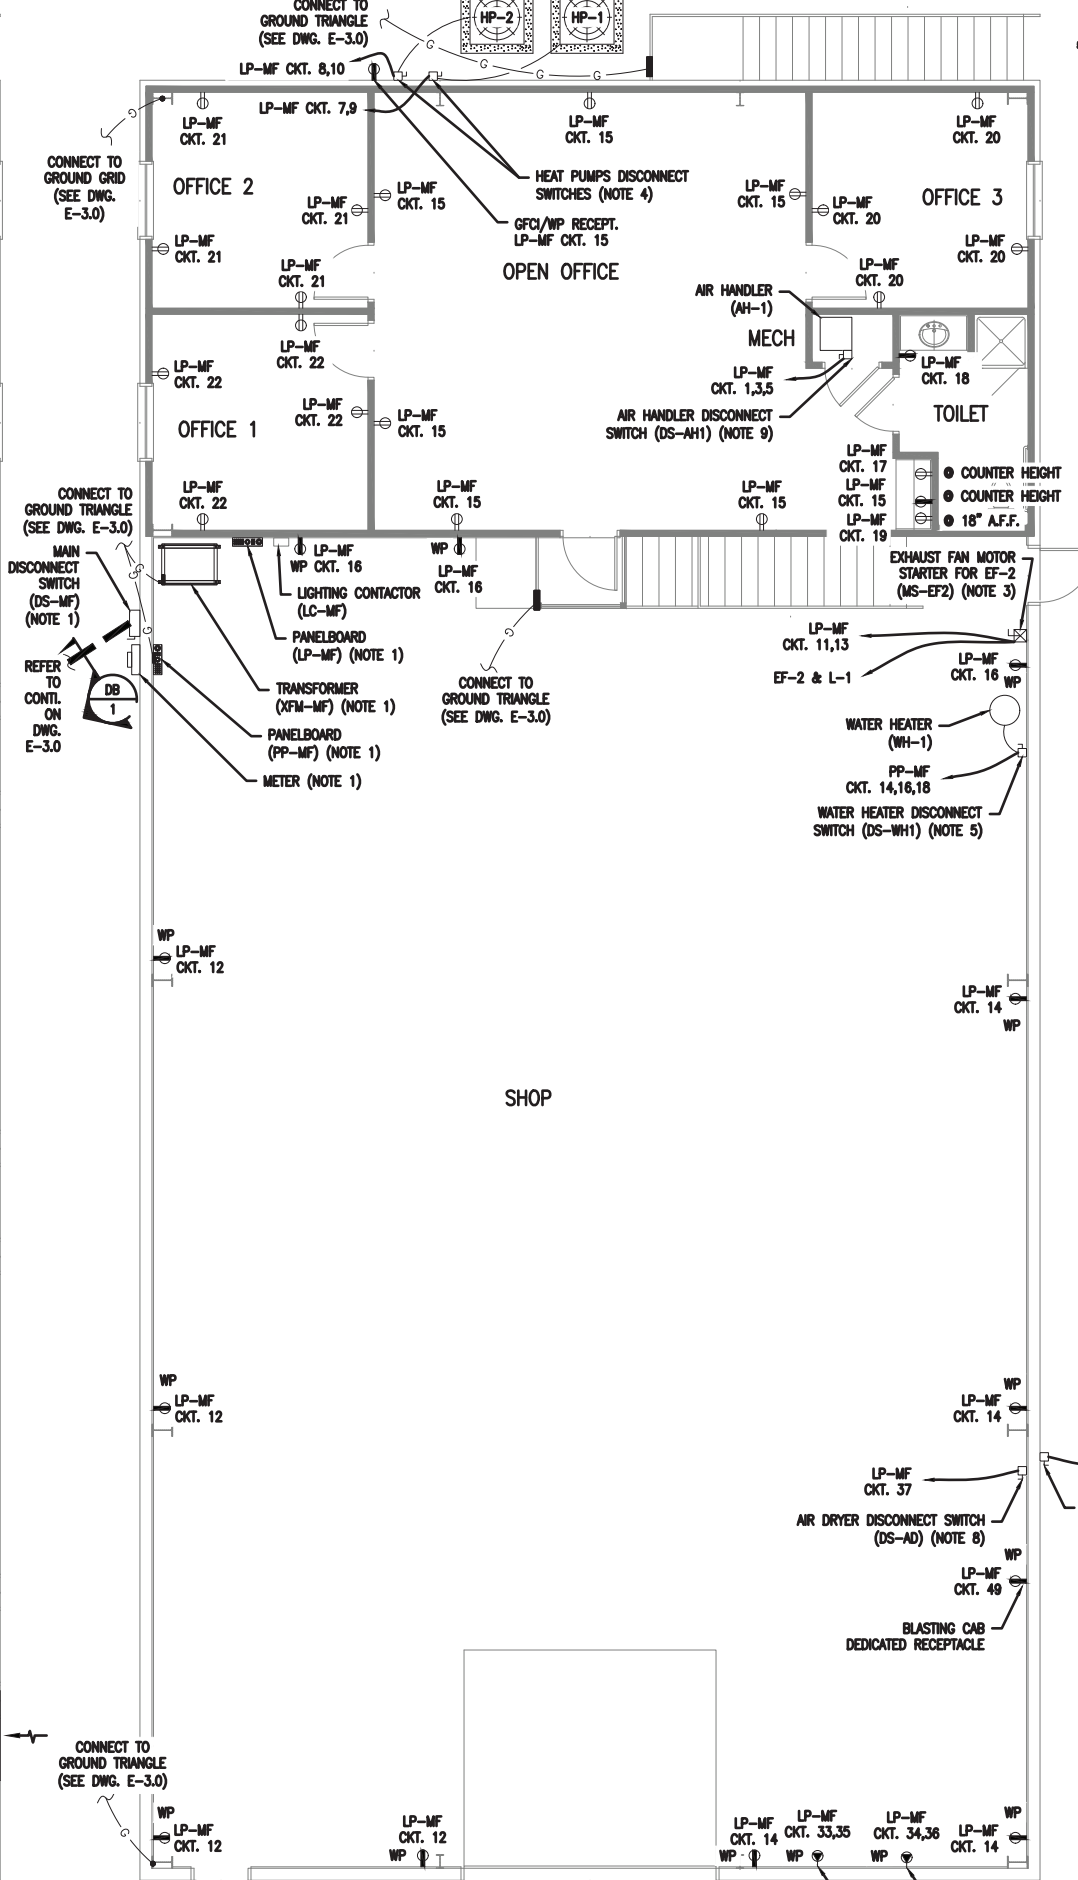 CONNECT TO
GROUND TRIANGLE
(SEE DWG. E-3.0)
HP-2
HP-1
G
G
G
G
LP-MF CKT. 8,10
LP-MF CKT. 7,9
G
CONNECT TO
GROUND GRID
(SEE DWG.
E-3.0)
LP-MF
CKT. 21
OFFICE 2
LP-MF
CKT. 21
LP-MF
CKT. 21
LP-MF
CKT. 21
LP-MF
CKT. 15
LP-MF
CKT. 15
HEAT PUMPS DISCONNECT
SWITCHES (NOTE 4)
GFCI/WP RECEPT.
LP-MF CKT. 15
OPEN OFFICE
LP-MF
CKT. 15
LP-MF
CKT. 20
LP-MF
CKT. 20
OFFICE 3
LP-MF
CKT. 20
LP-MF
CKT. 20
AIR HANDLER
(AH-1)
MECH
LP-MF
CKT. 1,3,5
AIR HANDLER DISCONNECT
SWITCH (DS-AH1) (NOTE 9)
LP-MF
CKT. 18
TOILET
LP-MF
CKT. 22
LP-MF
CKT. 22
LP-MF
CKT. 22
OFFICE 1
LP-MF
CKT. 15
LP-MF
CKT. 22
LP-MF
CKT. 15
LP-MF
CKT. 15
LP-MF
CKT. 17
@ COUNTER HEIGHT
LP-MF
CKT. 15
@ COUNTER HEIGHT
LP-MF
CKT. 19
@ 18" A.F.F.
CONNECT TO
GROUND TRIANGLE
(SEE DWG. E-3.0)
MAIN
DISCONNECT
SWITCH
(DS-MF)
(NOTE 1)
G
G
G
REFER
TO
CONTI.
ON
DWG.
E-3.0
DB
1
WP
LP-MF
CKT. 16
LIGHTING CONTACTOR
(LC-MF)
PANELBOARD
(LP-MF) (NOTE 1)
TRANSFORMER
(XFM-MF) (NOTE 1)
PANELBOARD
(PP-MF) (NOTE 1)
METER (NOTE 1)
WP
LP-MF
CKT. 16
G
CONNECT TO
GROUND TRIANGLE
(SEE DWG. E-3.0)
EXHAUST FAN MOTOR
STARTER FOR EF-2
(MS-EF2) (NOTE 3)
LP-MF
CKT. 11,13
EF-2 & L-1
LP-MF
CKT. 16
WP
WATER HEATER
(WH-1)
PP-MF
CKT. 14,16,18
WATER HEATER DISCONNECT
SWITCH (DS-WH1) (NOTE 5)
WP
LP-MF
CKT. 12
LP-MF
CKT. 14
WP
SHOP
WP
LP-MF
CKT. 12
WP
LP-MF
CKT. 14
LP-MF
CKT. 37
AIR DRYER DISCONNECT SWITCH
(DS-AD) (NOTE 8)
WP
LP-MF
CKT. 49
BLASTING CAB
DEDICATED RECEPTACLE
CONNECT TO
GROUND TRIANGLE
(SEE DWG. E-3.0)
G
WP
LP-MF
CKT. 12
LP-MF
CKT. 12
WP
LP-MF
CKT. 14
WP
LP-MF
CKT. 33,35
WP
LP-MF
CKT. 34,36
WP
WP
LP-MF
CKT. 14